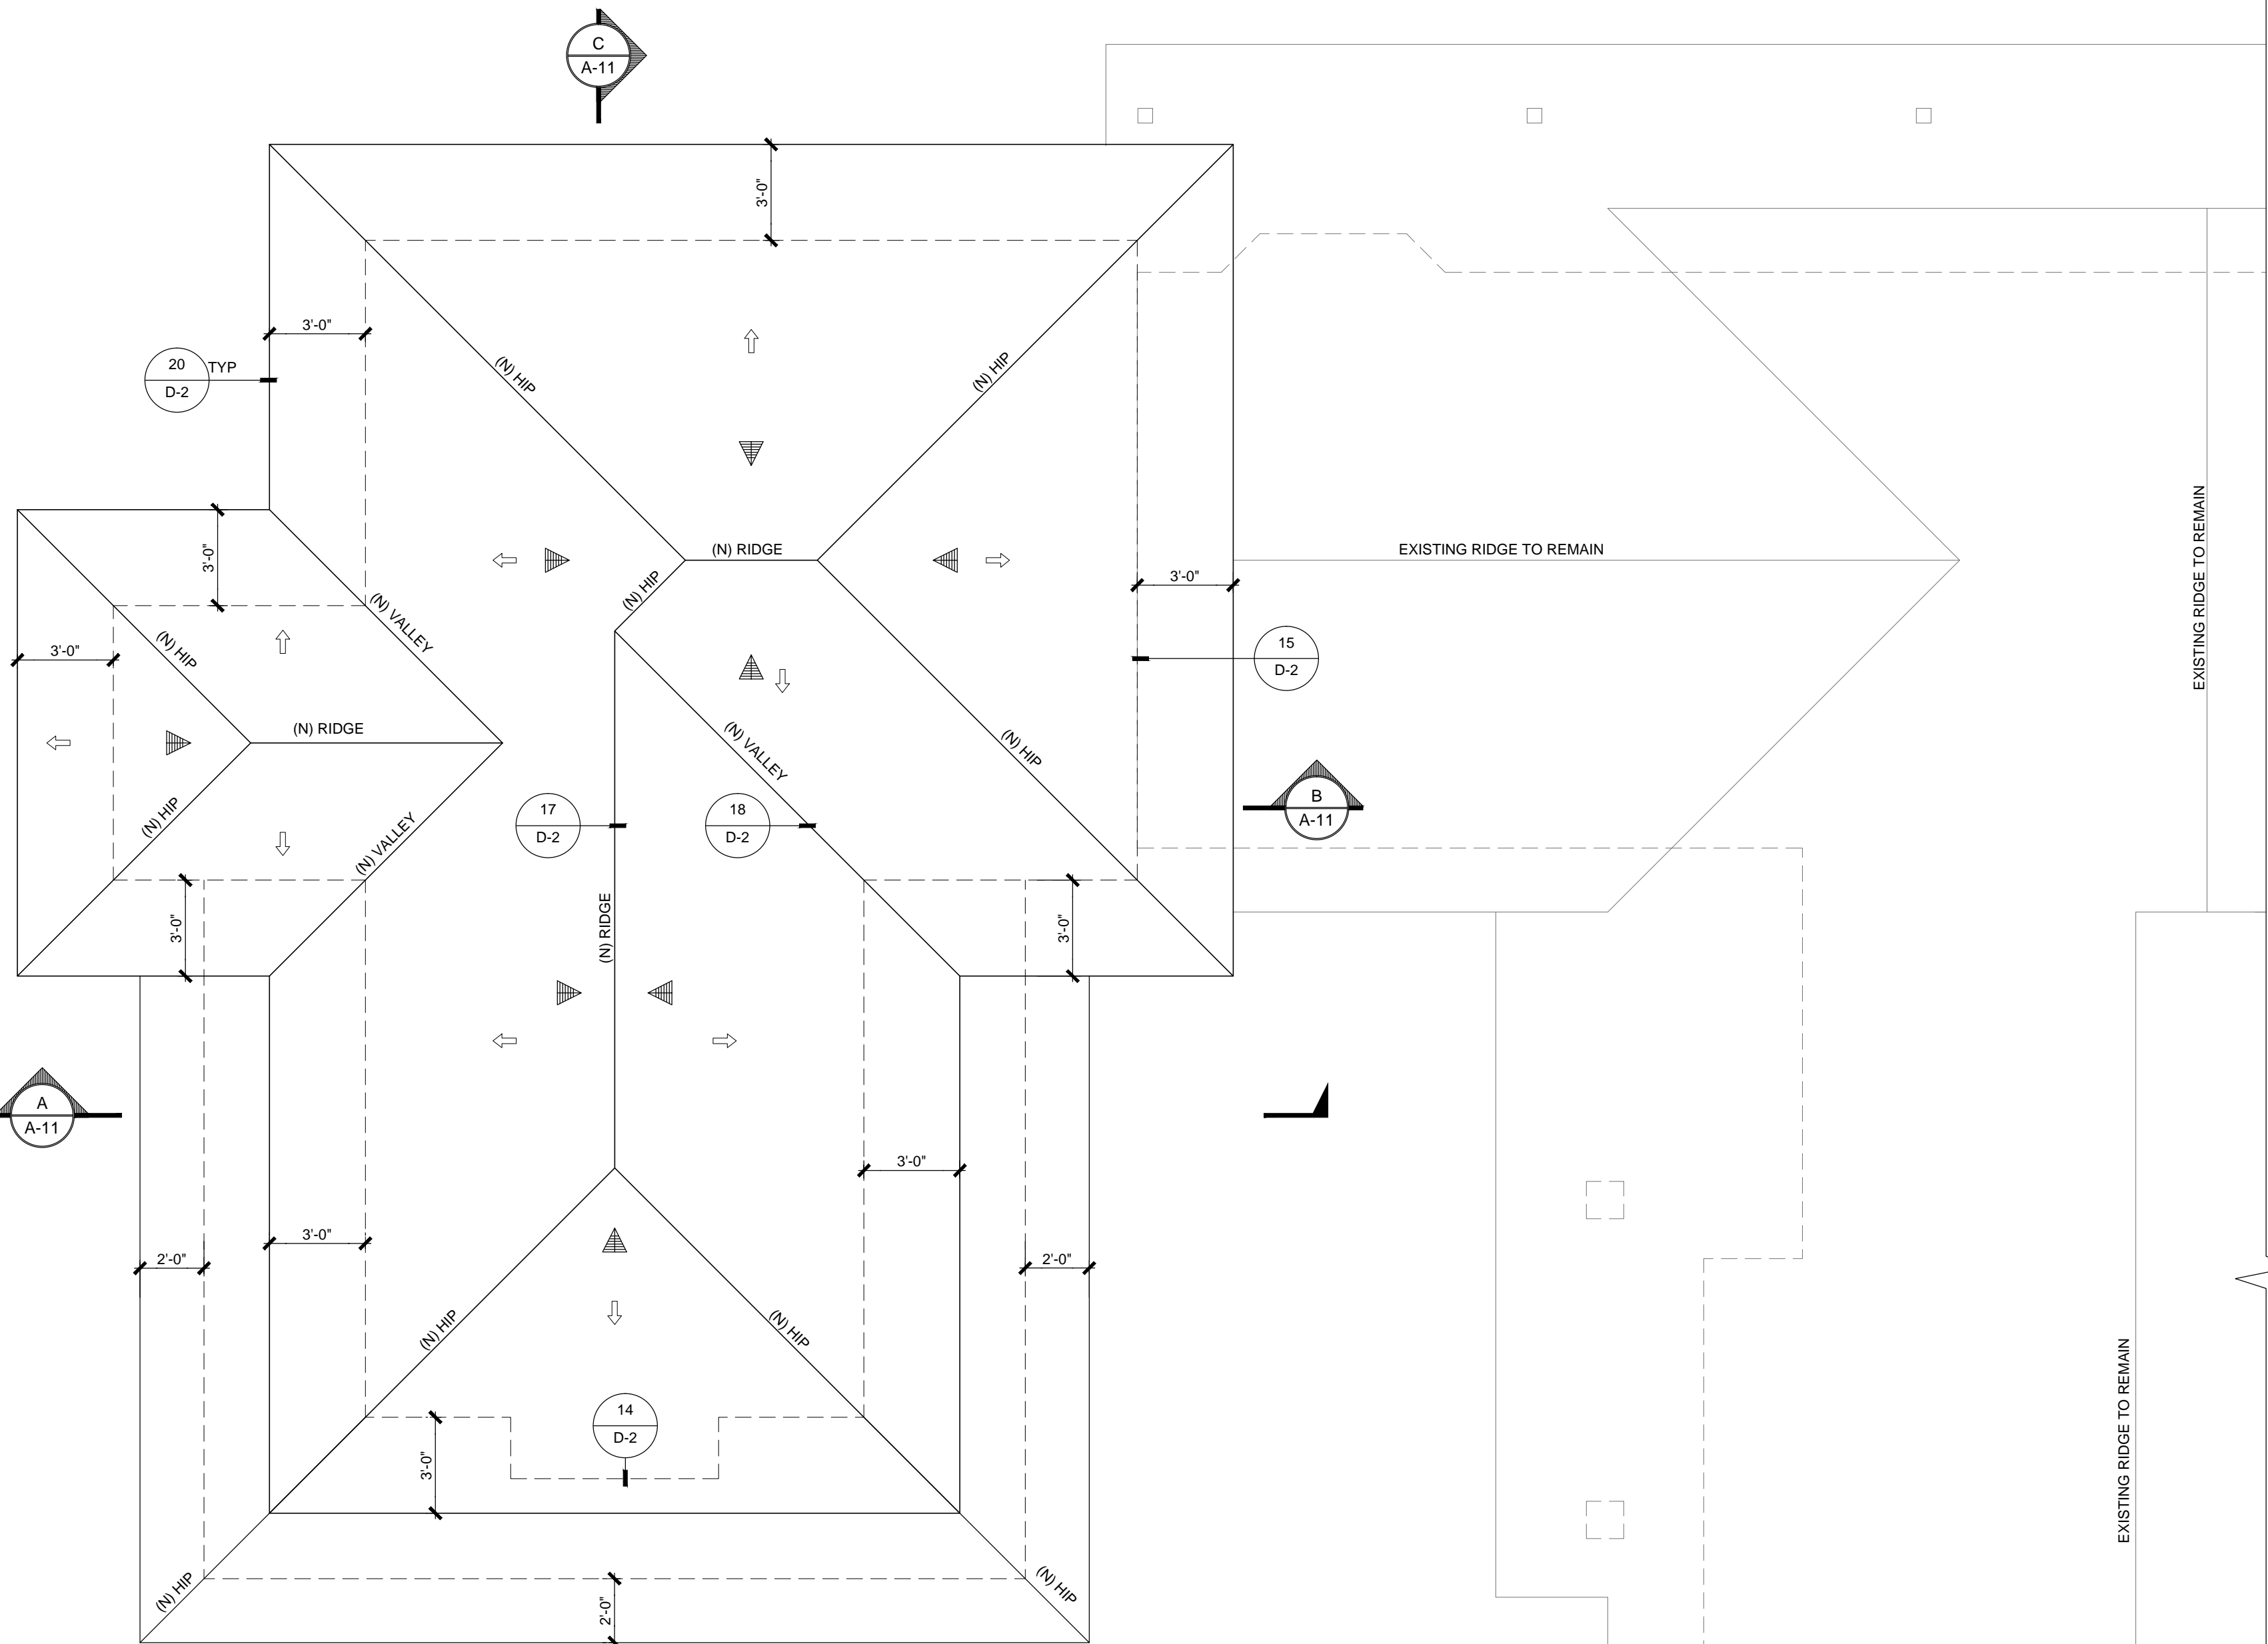 C
A-11
3'-0"
3'-0"
20
TYP
D-2
(N) HIP
(N) HIP
(N) RIDGE
EXISTING RIDGE TO REMAIN
3'-0"
3'-0"
(N) HIP
(N) VALLEY
EXISTING RIDGE TO REMAIN
3'-0"
(N) HIP
15
D-2
(N) RIDGE
(N) VALLEY
(N) HIP
(N) HIP
(N) VALLEY
17
D-2
18
D-2
B
A-11
(N) RIDGE
3'-0"
3'-0"
A
A-11
3'-0"
3'-0"
2'-0"
2'-0"
(N) HIP
(N) HIP
14
D-2
3'-0"
EXISTING RIDGE TO REMAIN
(N) HIP
(N) HIP
2'-0"